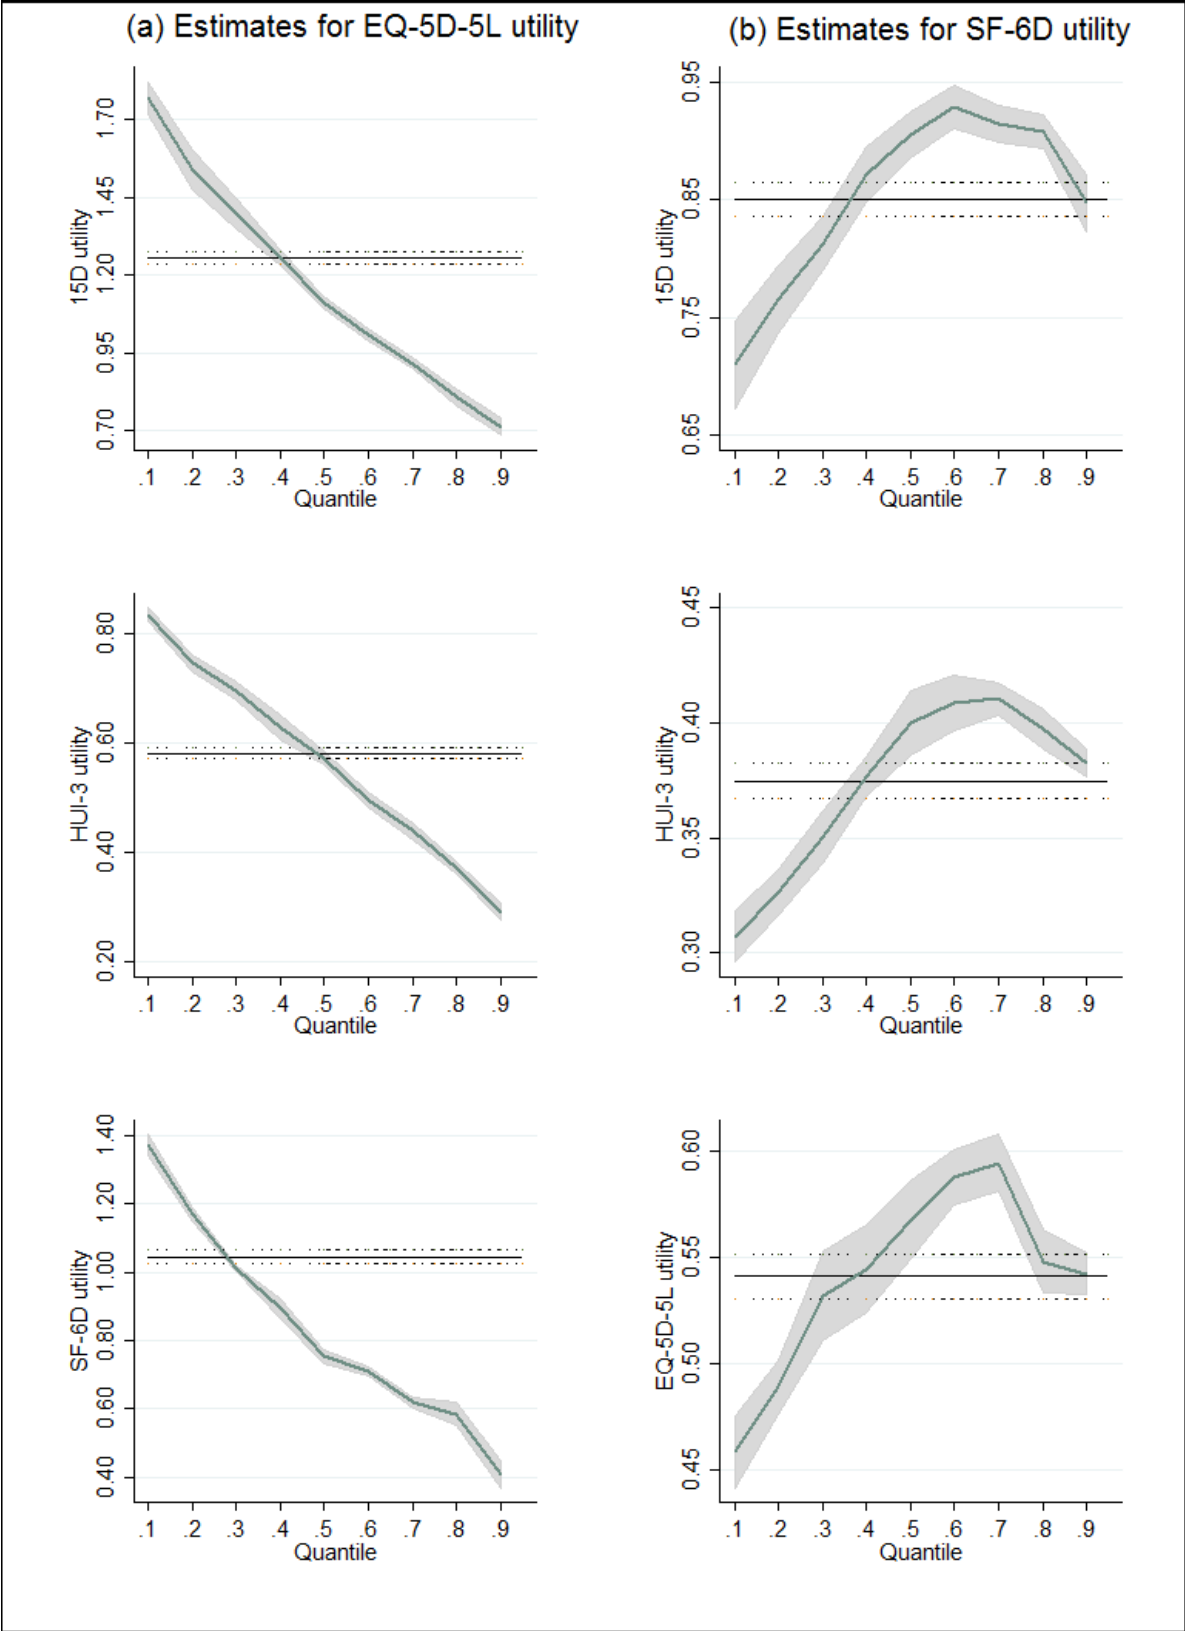 (a) Estimates for EQ-5D-5L utility
(b) Estimates for SF-6D utility
15D utility
1.70
1.45
1.20
0.95
0.70
.1 .2 .3 .4 .5 .6 .7 .8 .9
Quantile
15D utility
0.95
0.85
0.75
0.65
.1 .2 .3 .4 .5 .6 .7 .8 .9
Quantile
HUI-3 utility
0.80
0.60
0.40
0.20
.1 .2 .3 .4 .5 .6 .7 .8 .9
Quantile
HUI-3 utility
0.45
0.40
0.35
0.30
.1 .2 .3 .4 .5 .6 .7 .8 .9
Quantile
SF-6D utility
1.40
1.20
1.00
0.80
0.60
0.40
.1 .2 .3 .4 .5 .6 .7 .8 .9
Quantile
EQ-5D-5L utility
0.60
0.55
0.50
0.45
.1 .2 .3 .4 .5 .6 .7 .8 .9
Quantile